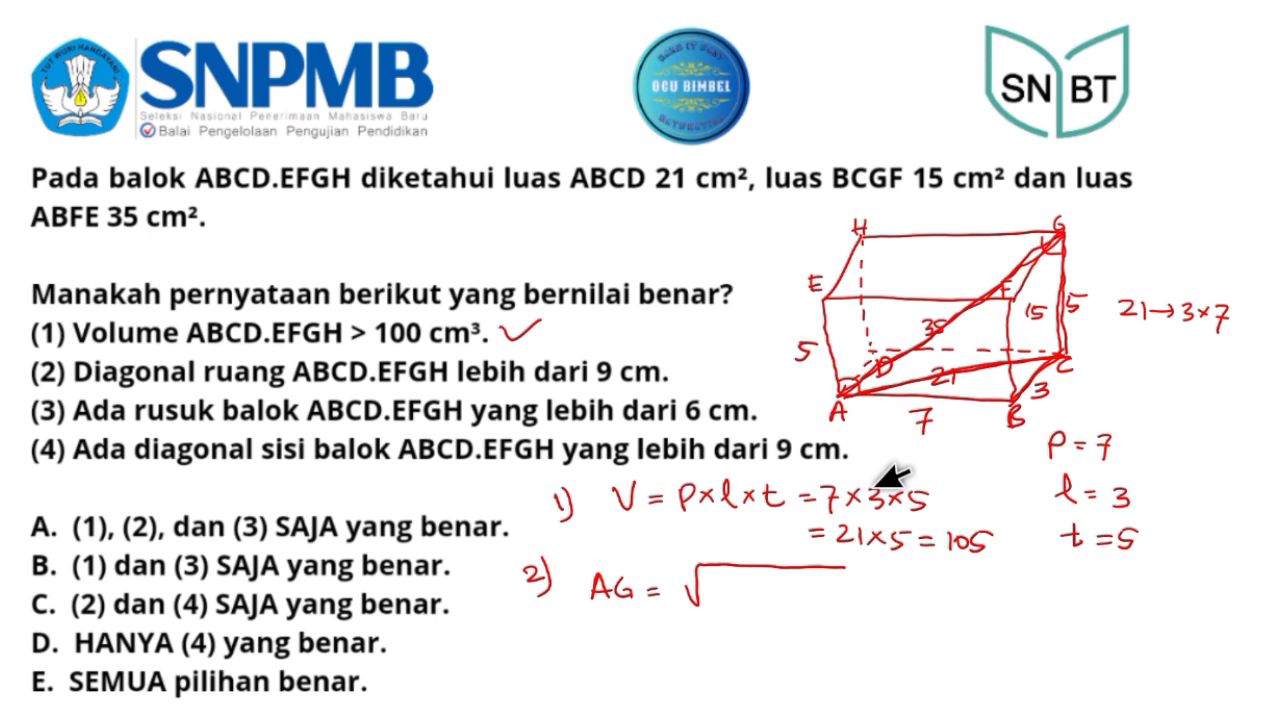 TUT WURI HANDAYANI
SNPMB
Seleksi Nasional Penerimaan Mahasiswa Baru
Balai Pengelolaan Pengujian Pendidikan
OCU BIMBEL
SN BT
Pada balok ABCD.EFGH diketahui luas ABCD 21 cm², luas BCGF 15 cm² dan luas
ABFE 35 cm².
Manakah pernyataan berikut yang bernilai benar?
(1) Volume ABCD.EFGH > 100 cm³. ✓
(2) Diagonal ruang ABCD.EFGH lebih dari 9 cm.
(3) Ada rusuk balok ABCD.EFGH yang lebih dari 6 cm.
(4) Ada diagonal sisi balok ABCD.EFGH yang lebih dari 9 cm.
A. (1), (2), dan (3) SAJA yang benar.
B. (1) dan (3) SAJA yang benar.
C. (2) dan (4) SAJA yang benar.
D. HANYA (4) yang benar.
E. SEMUA pilihan benar.
H G
E F
15 5
35
5
D C
21
3
A B
7
21→3×7
P = 7
l = 3
t = 5
1) V = P×l×t = 7×3×5
= 21×5 = 105
2) AG = √